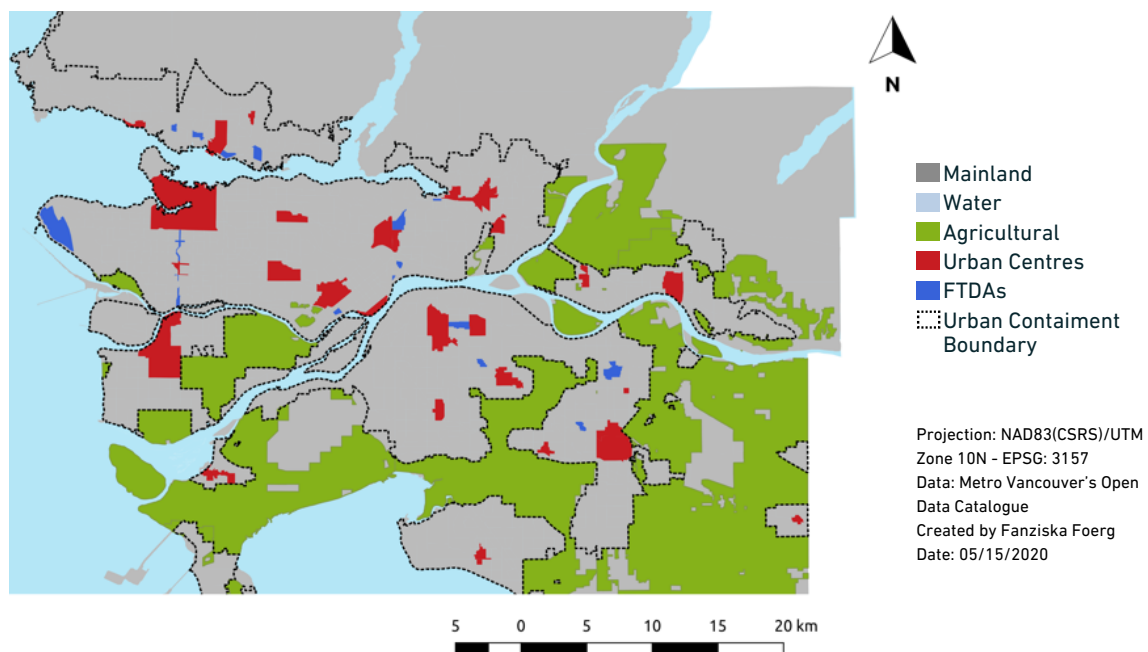 N
Mainland
Water
Agricultural
Urban Centres
FTDAs
Urban Contaiment
Boundary
Projection: NAD83(CSRS)/UTM
Zone 10N - EPSG: 3157
Data: Metro Vancouver's Open
Data Catalogue
Created by Fanziska Foerg
Date: 05/15/2020
5 0 5 10 15 20 km